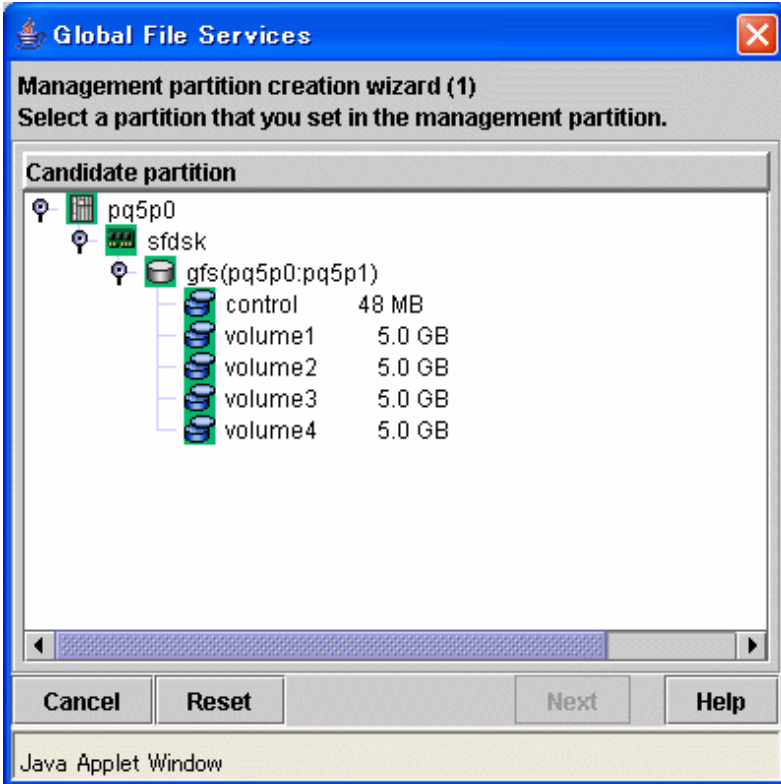 Global File Services
Management partition creation wizard (1)
Select a partition that you set in the management partition.
Candidate partition
pq5p0
sfdsk
gfs(pq5p0:pq5p1)
control 48 MB
volume1 5.0 GB
volume2 5.0 GB
volume3 5.0 GB
volume4 5.0 GB
Cancel Reset Next Help
Java Applet Window